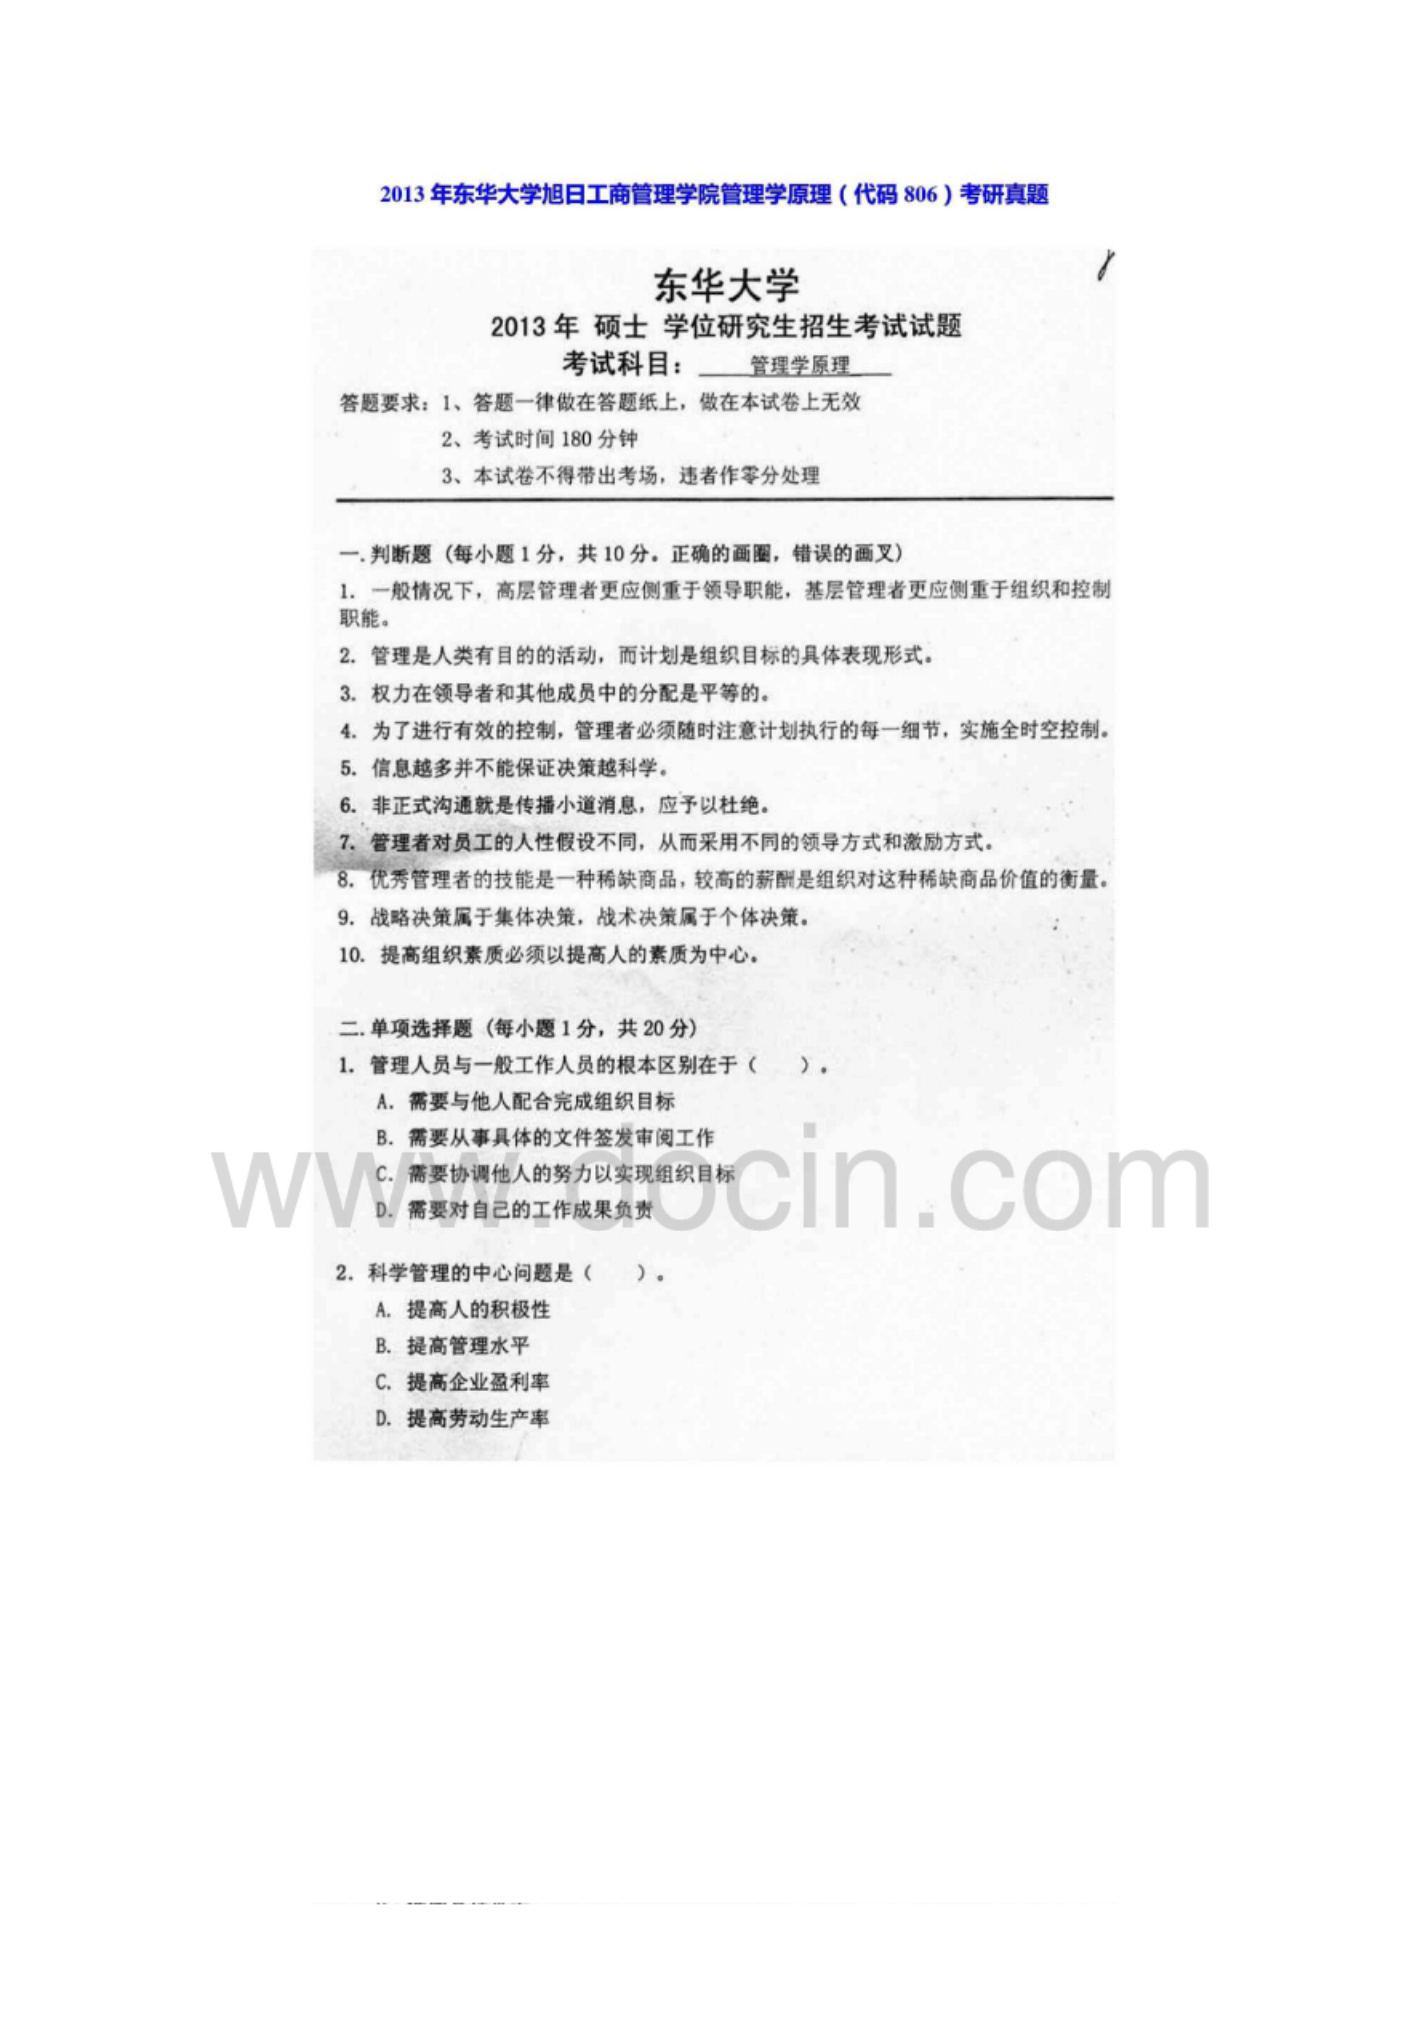 2013 年东华大学旭日工商管理学院管理学原理（代码 806）考研真题
东华大学
2013 年 硕士 学位研究生招生考试试题
考试科目： 管理学原理
答题要求：1、答题一律做在答题纸上，做在本试卷上无效
2、考试时间 180 分钟
3、本试卷不得带出考场，违者作零分处理
一.判断题（每小题 1 分，共 10 分。正确的画圈，错误的画叉）
1. 一般情况下，高层管理者更应侧重于领导职能，基层管理者更应侧重于组织和控制
职能。
2. 管理是人类有目的的活动，而计划是组织目标的具体表现形式。
3. 权力在领导者和其他成员中的分配是平等的。
4. 为了进行有效的控制，管理者必须随时注意计划执行的每一细节，实施全时空控制。
5. 信息越多并不能保证决策越科学。
6. 非正式沟通就是传播小道消息，应予以杜绝。
7. 管理者对员工的人性假设不同，从而采用不同的领导方式和激励方式。
8. 优秀管理者的技能是一种稀缺商品，较高的薪酬是组织对这种稀缺商品价值的衡量。
9. 战略决策属于集体决策，战术决策属于个体决策。
10. 提高组织素质必须以提高人的素质为中心。
二.单项选择题（每小题 1 分，共 20 分）
1. 管理人员与一般工作人员的根本区别在于（ ）。
A. 需要与他人配合完成组织目标
B. 需要从事具体的文件签发审阅工作
C. 需要协调他人的努力以实现组织目标
www.docin.com
D. 需要对自己的工作成果负责
2. 科学管理的中心问题是（ ）。
A. 提高人的积极性
B. 提高管理水平
C. 提高企业盈利率
D. 提高劳动生产率